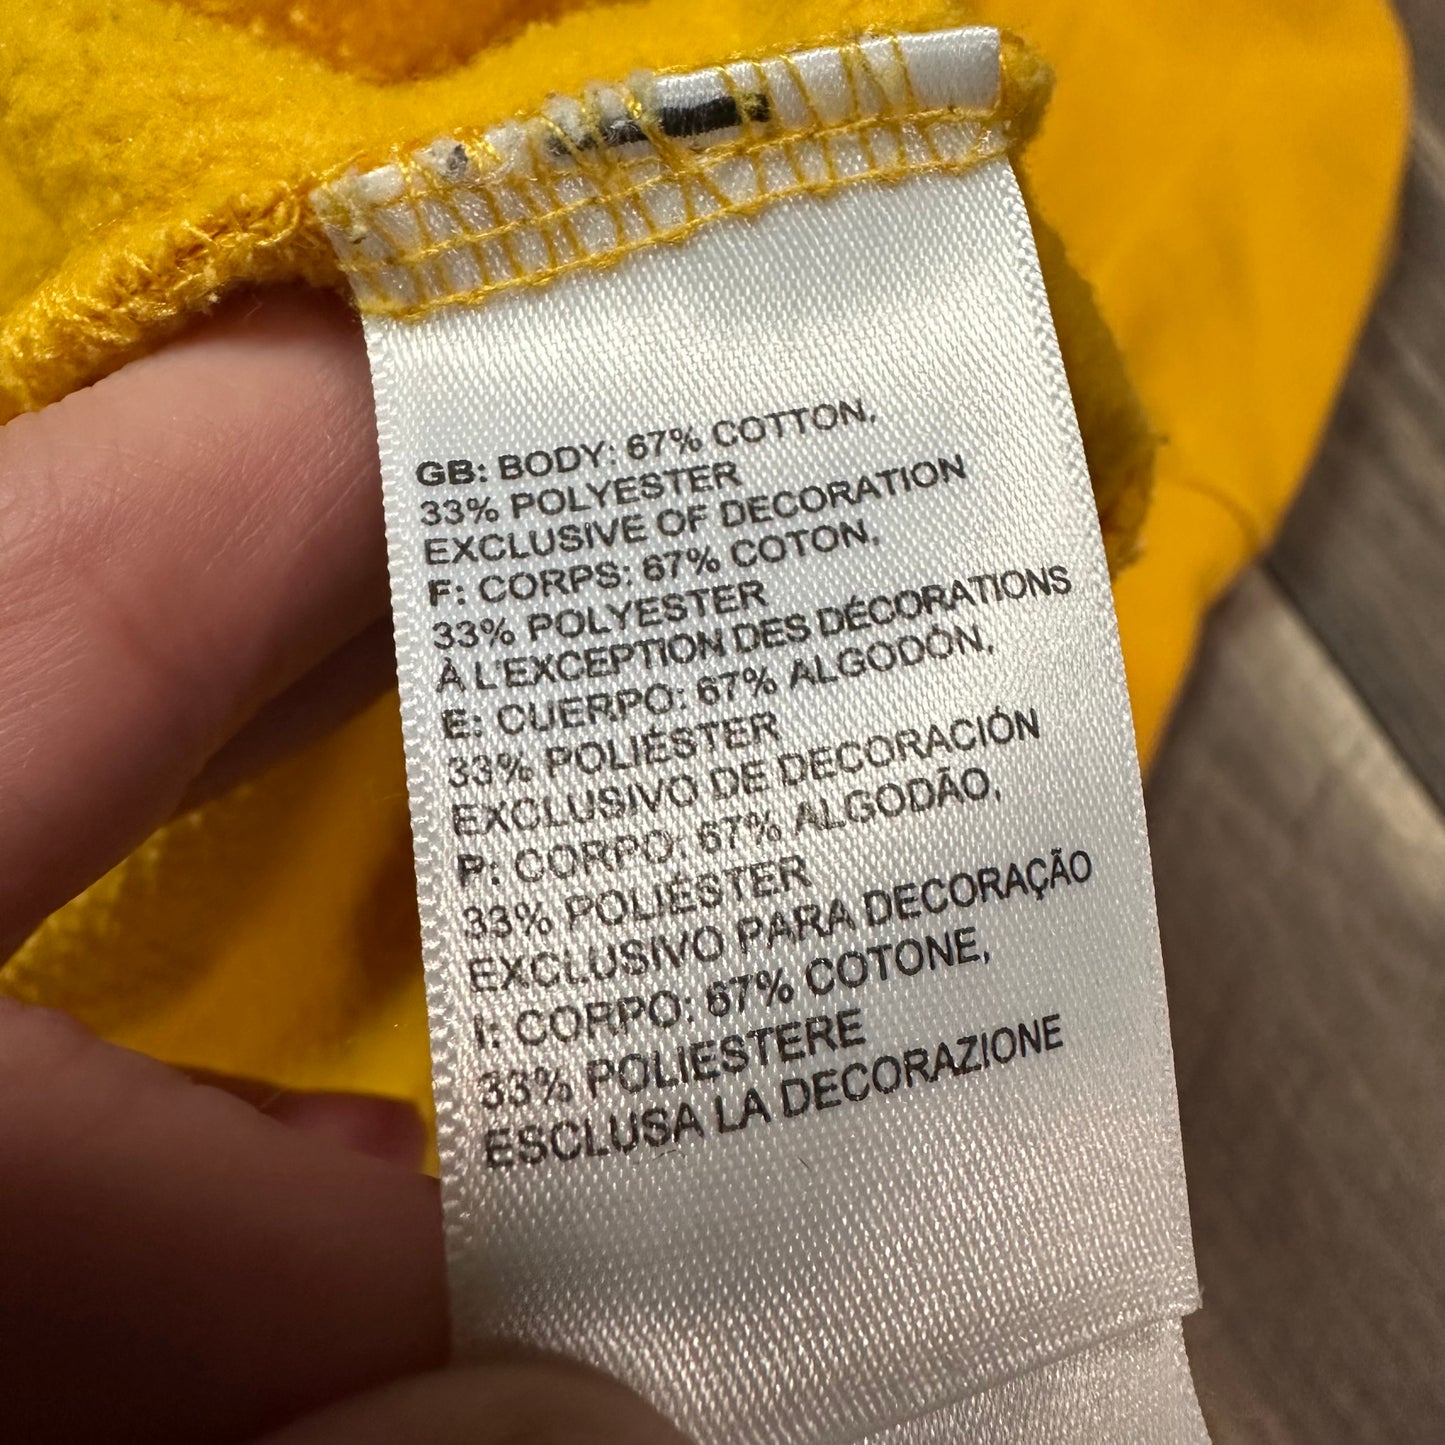 GB: BODY: 67% COTTON,
33% POLYESTER
EXCLUSIVE OF DECORATION
F: CORPS: 67% COTON,
33% POLYESTER
À L'EXCEPTION DES DÉCORATIONS
E: CUERPO: 67% ALGODÓN,
33% POLIÉSTER
EXCLUSIVO DE DECORACIÓN
P: CORPO: 67% ALGODÃO,
33% POLIÉSTER
EXCLUSIVO PARA DECORAÇÃO
I: CORPO: 67% COTONE,
33% POLIESTERE
ESCLUSA LA DECORAZIONE